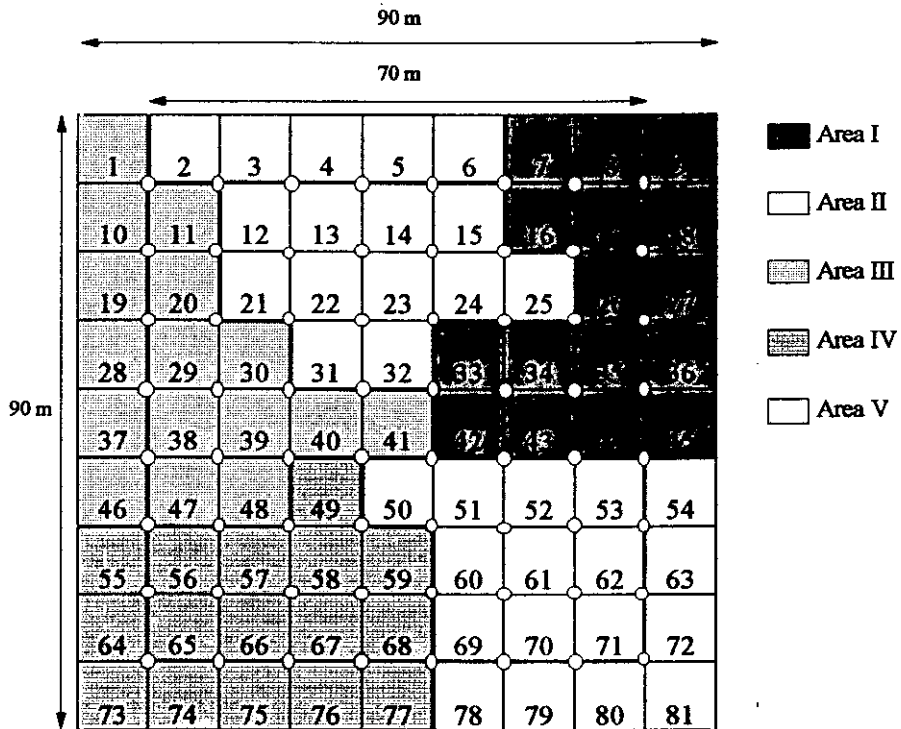 90 m
70 m
1 2 3 4 5 6 7
10 11 12 13 14 15 16
19 20 21 22 23 24 25
28 29 30 31 32 33 34 36
90 m
37 38 39 40 41 42 43
46 47 48 49 50 51 52 53 54
55 56 57 58 59 60 61 62 63
64 65 66 67 68 69 70 71 72
73 74 75 76 77 78 79 80 81
Area I
Area II
Area III
Area IV
Area V